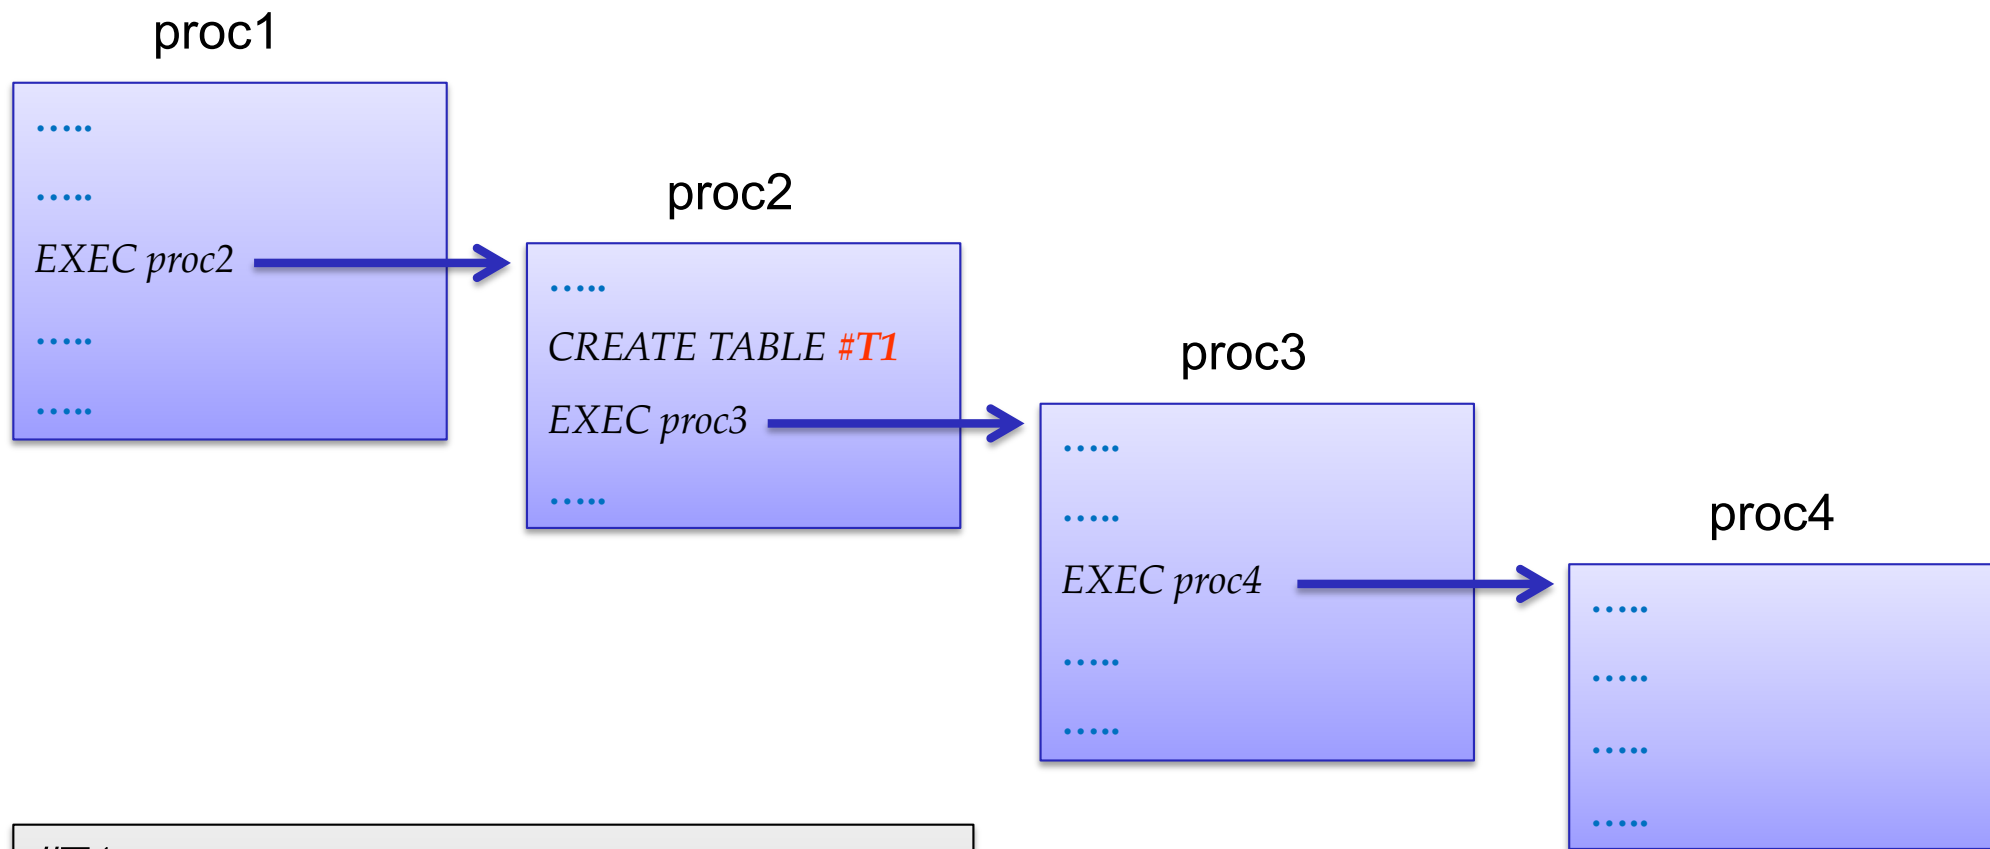 proc1
…..
…..
EXEC proc2
…..
…..
proc2
…..
CREATE TABLE #T1
EXEC proc3
…..
proc3
…..
…..
EXEC proc4
…..
…..
proc4
…..
…..
…..
…..